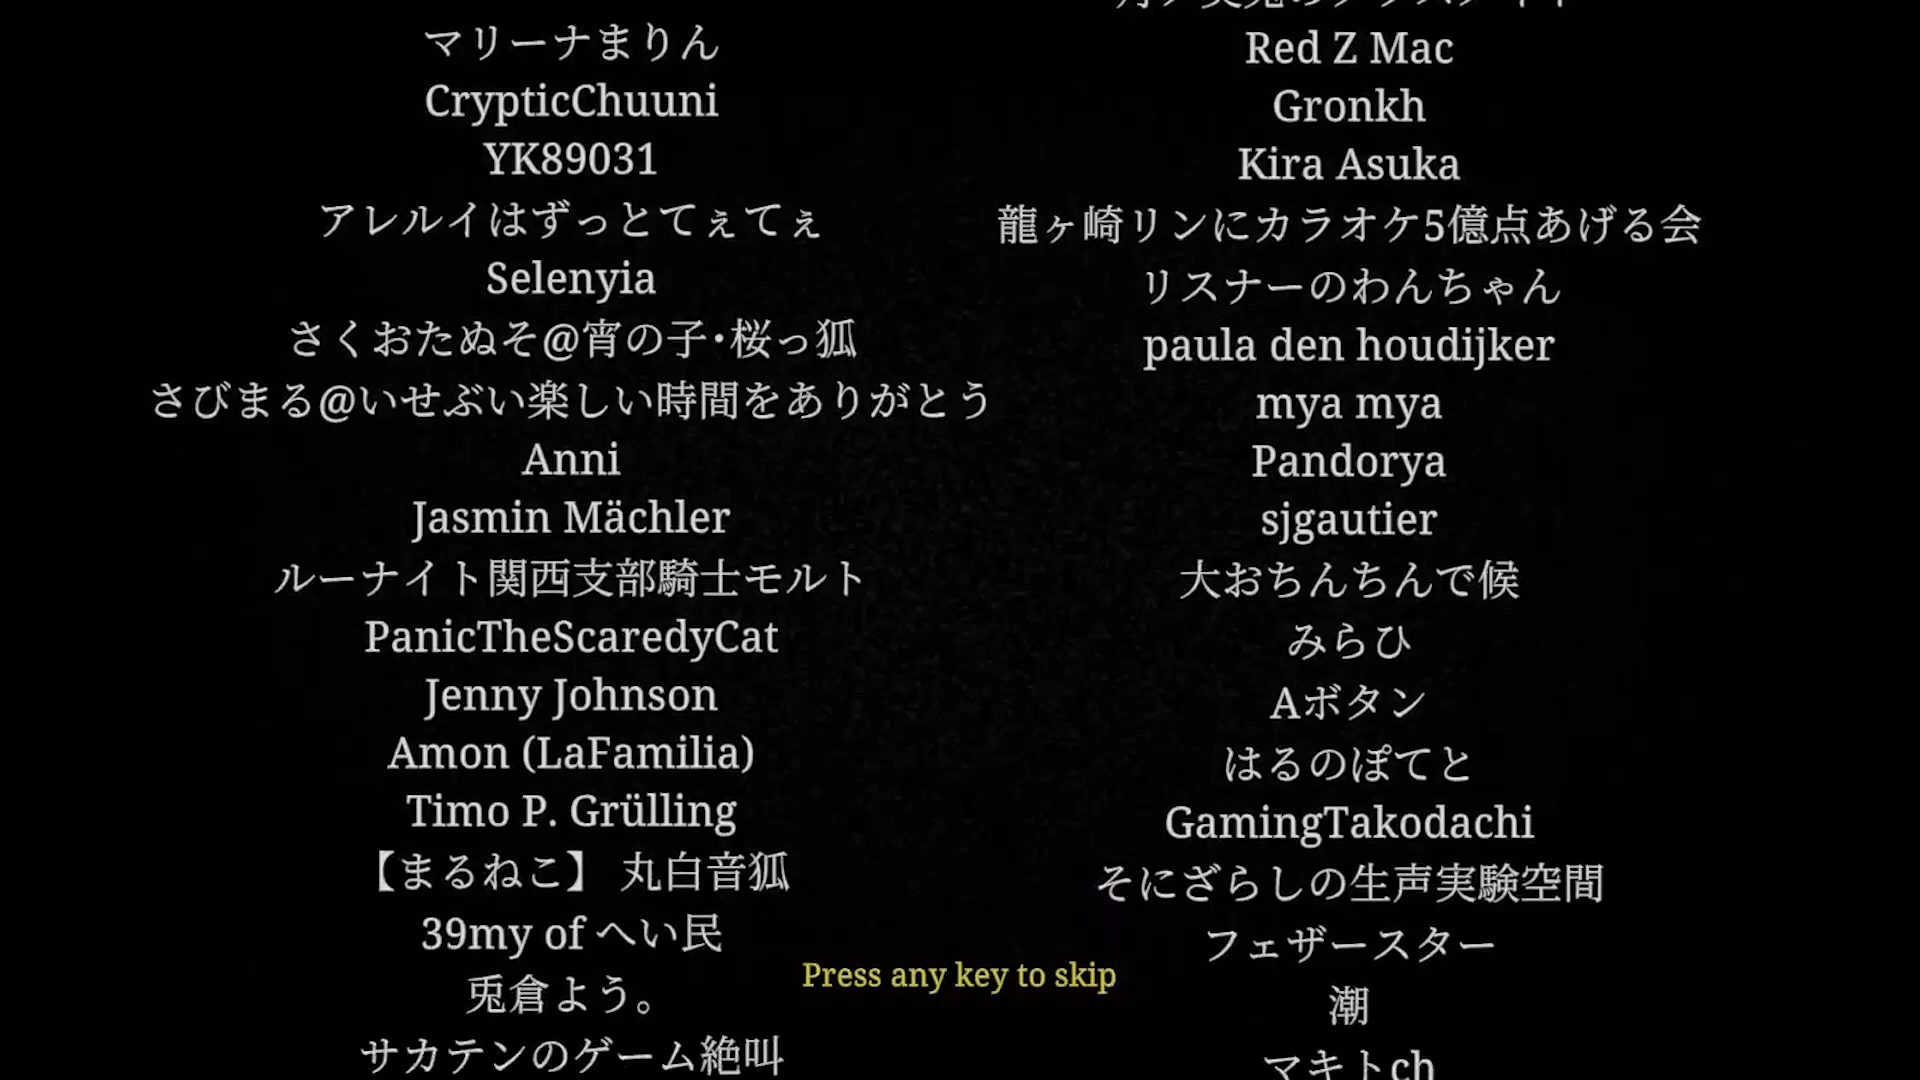 マリーナまりん
CrypticChuuni
YK89031
アレルイはずっとてぇてぇ
Selenyia
さくおたぬそ@宵の子・桜っ狐
さびまる@いせぶい楽しい時間をありがとう
Anni
Jasmin Mächler
ルーナイト関西支部騎士モルト
PanicTheScaredyCat
Jenny Johnson
Amon (LaFamilia)
Timo P. Grülling
【まるねこ】 丸白音狐
39my of へい民
兎倉よう。
サカテンのゲーム絶叫
Red Z Mac
Gronkh
Kira Asuka
龍ヶ崎リンにカラオケ5億点あげる会
リスナーのわんちゃん
paula den houdijker
mya mya
Pandorya
sjgautier
大おちんちんで候
みらひ
Aボタン
はるのぽてと
GamingTakodachi
そにざらしの生声実験空間
フェザースター
潮
マキトch
Press any key to skip